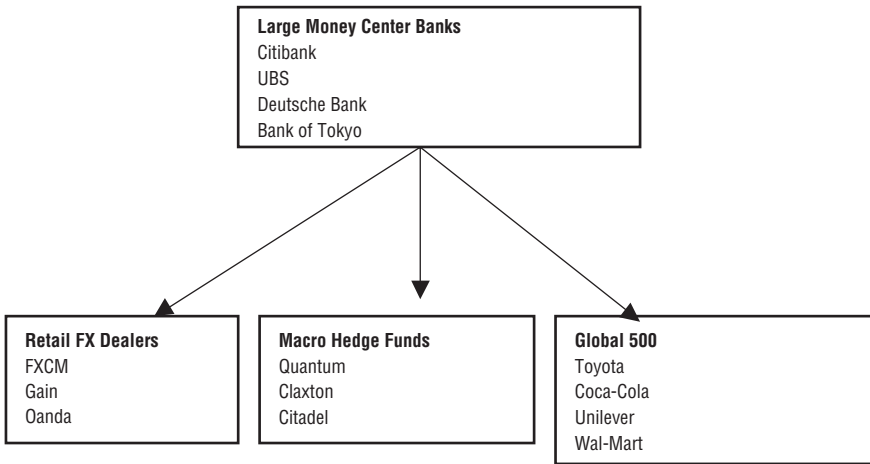 Large Money Center Banks
Citibank
UBS
Deutsche Bank
Bank of Tokyo
Retail FX Dealers
FXCM
Gain
Oanda
Macro Hedge Funds
Quantum
Claxton
Citadel
Global 500
Toyota
Coca-Cola
Unilever
Wal-Mart